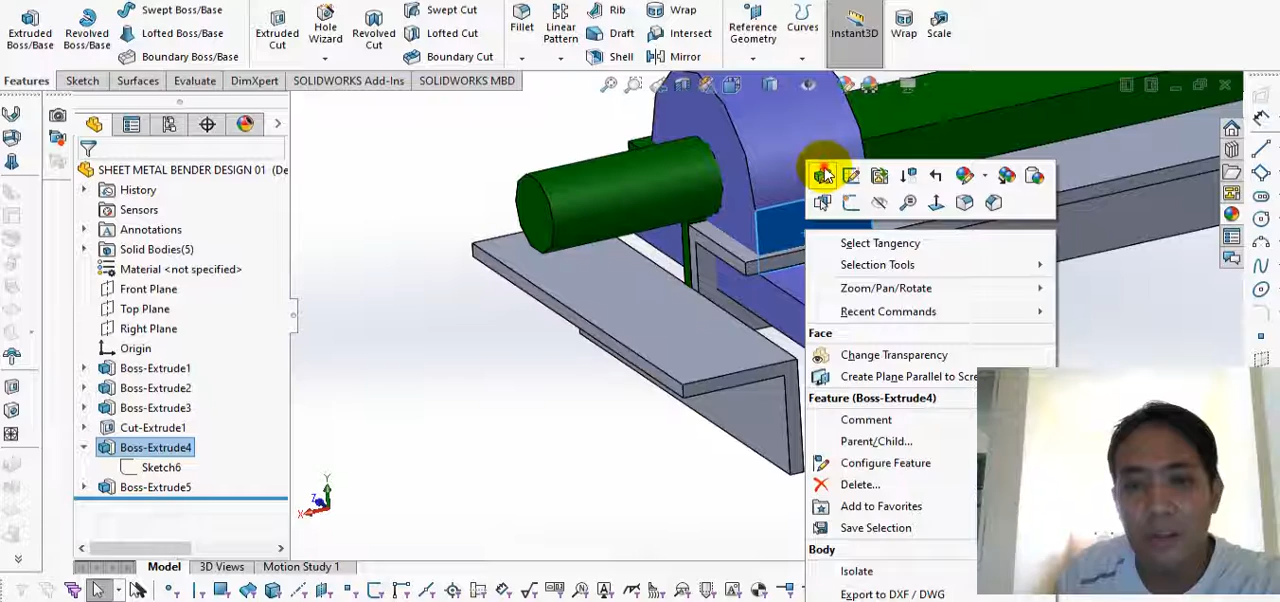 Swept Boss/Base
Lofted Boss/Base
Boundary Boss/Base
Extruded
Boss/Base
Revolved
Boss/Base
Extruded
Cut
Hole
Wizard
Revolved
Cut
Swept Cut
Lofted Cut
Boundary Cut
Fillet
Linear
Pattern
Rib
Draft
Shell
Wrap
Intersect
Mirror
Reference
Geometry
Curves
Instant3D
Wrap
Scale
Features
Sketch
Surfaces
Evaluate
DimXpert
SOLIDWORKS Add-Ins
SOLIDWORKS MBD
SHEET METAL BENDER DESIGN 01 (De
History
Sensors
Annotations
Solid Bodies(5)
Material <not specified>
Front Plane
Top Plane
Right Plane
Origin
Boss-Extrude1
Boss-Extrude2
Boss-Extrude3
Cut-Extrude1
Boss-Extrude4
Sketch6
Boss-Extrude5
Select Tangency
Selection Tools
Zoom/Pan/Rotate
Recent Commands
Face
Change Transparency
Create Plane Parallel to Scre
Feature (Boss-Extrude4)
Comment
Parent/Child...
Configure Feature
Delete...
Add to Favorites
Save Selection
Body
Isolate
Export to DXF / DWG
Y
Z
X
Model
3D Views
Motion Study 1